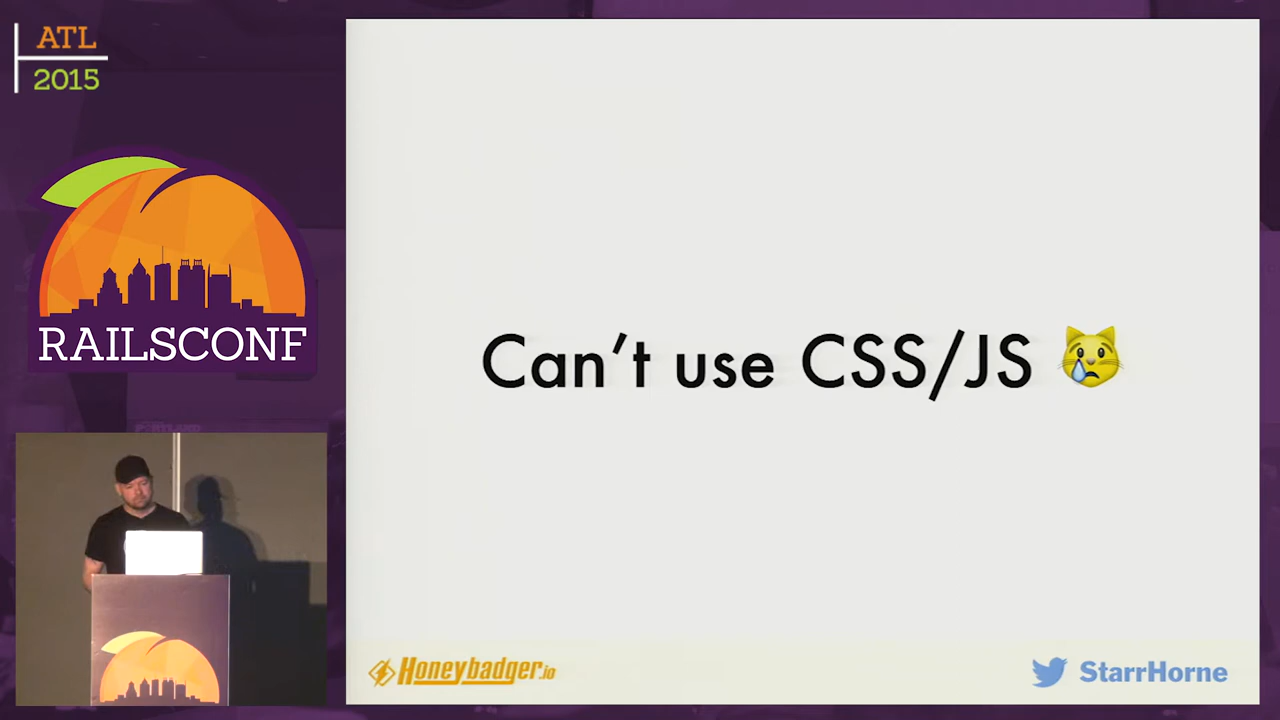 ATL
2015
RAILSCONF
Can't use CSS/JS 😿
Honeybadger.io
StarrHorne